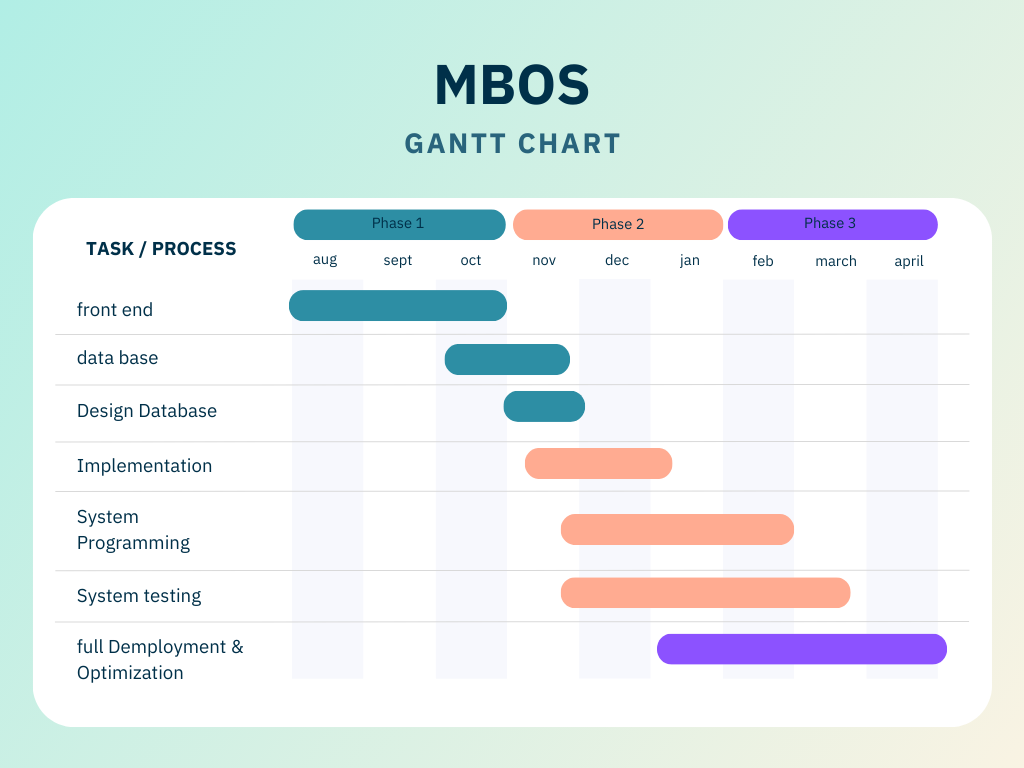 MBOS
GANTT CHART
Phase 1
Phase 2
Phase 3
TASK / PROCESS
aug
sept
oct
nov
dec
jan
feb
march
april
front end
data base
Design Database
Implementation
System
Programming
System testing
full Demployment &
Optimization